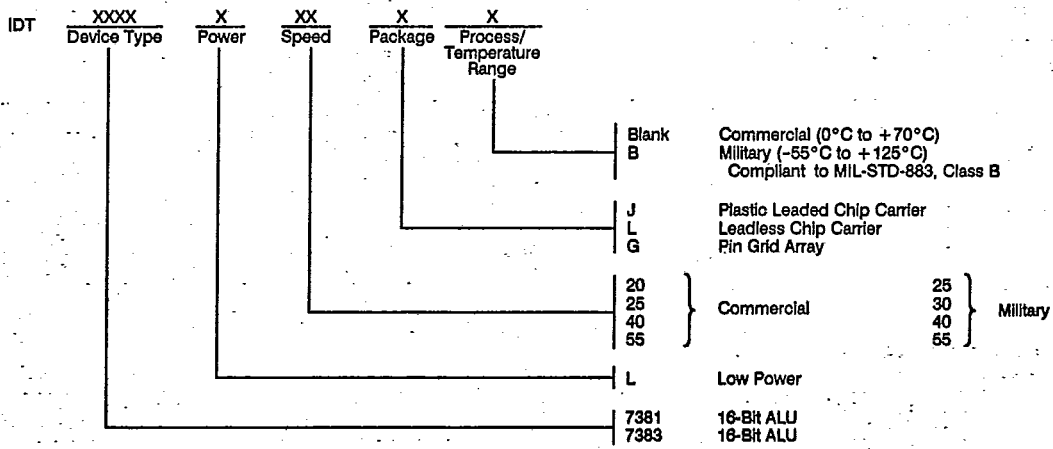 IDT XXXX X XX X X
Device Type Power Speed Package Process/
Temperature
Range
Blank Commercial (0°C to +70°C)
B Military (-55°C to +125°C)
Compliant to MIL-STD-883, Class B
J Plastic Leaded Chip Carrier
L Leadless Chip Carrier
G Pin Grid Array
20 25
25 Commercial 30 Military
40 40
55 55
L Low Power
7381 16-Bit ALU
7383 16-Bit ALU